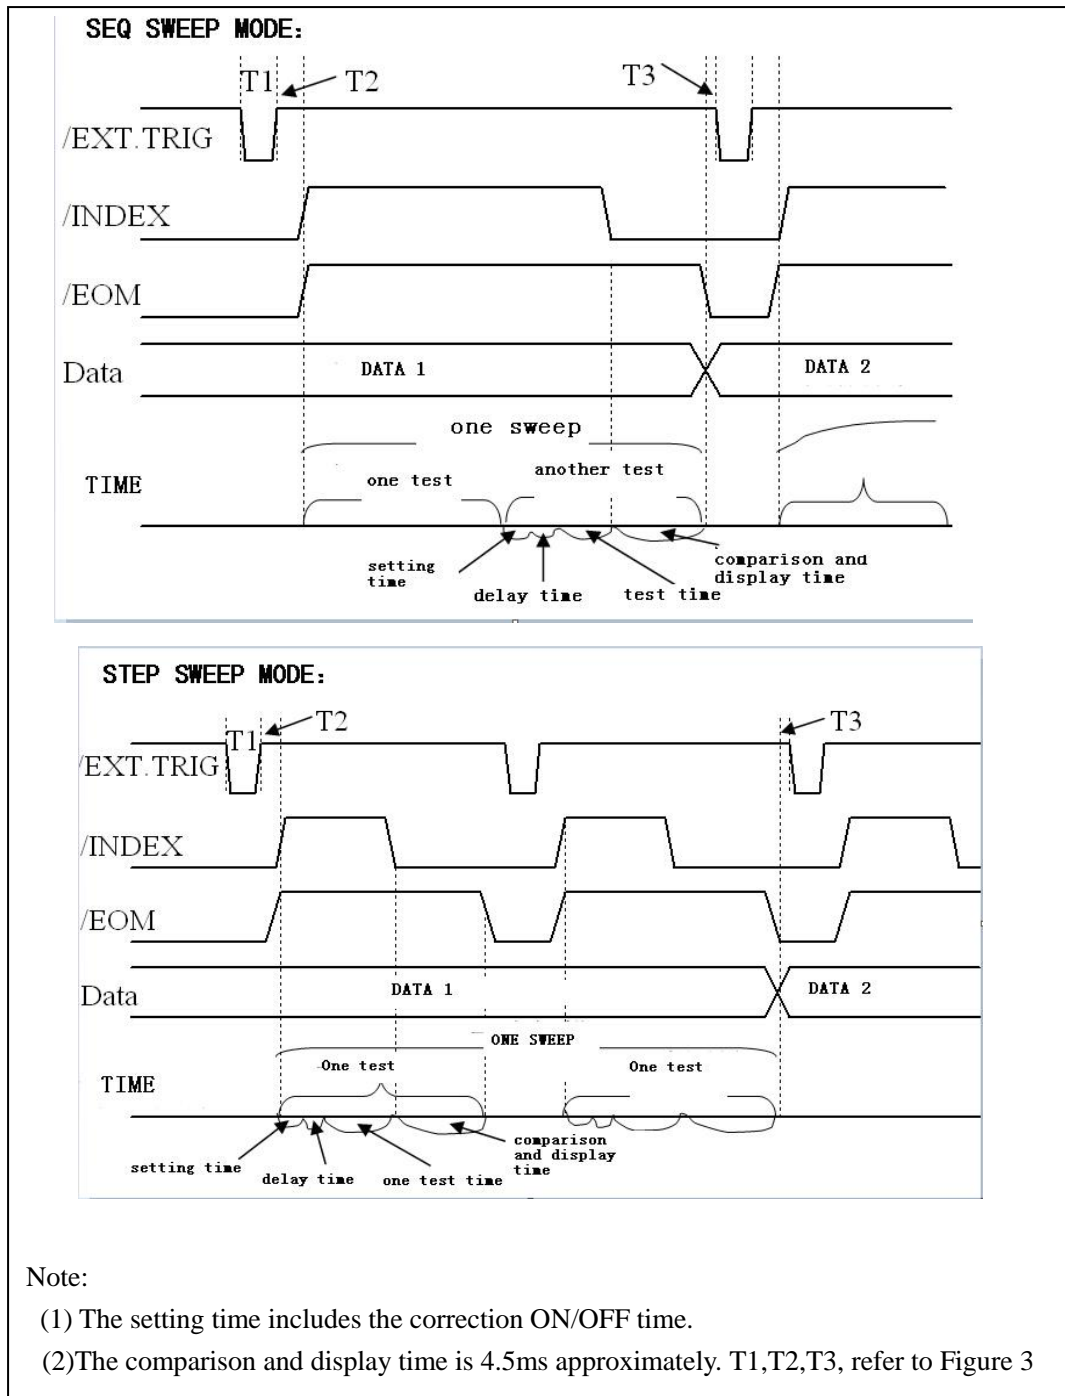 SEQ SWEEP MODE:
T1
T2
T3
/EXT.TRIG
/INDEX
/EOM
Data
DATA 1
DATA 2
one sweep
TIME
one test
another test
setting
time
delay time
test time
comparison and
display time
STEP SWEEP MODE:
T1
T2
T3
/EXT.TRIG
/INDEX
/EOM
Data
DATA 1
DATA 2
ONE SWEEP
TIME
One test
One test
setting time
delay time
one test time
comparison
and display
time
Note:
(1) The setting time includes the correction ON/OFF time.
(2)The comparison and display time is 4.5ms approximately. T1,T2,T3, refer to Figure 3